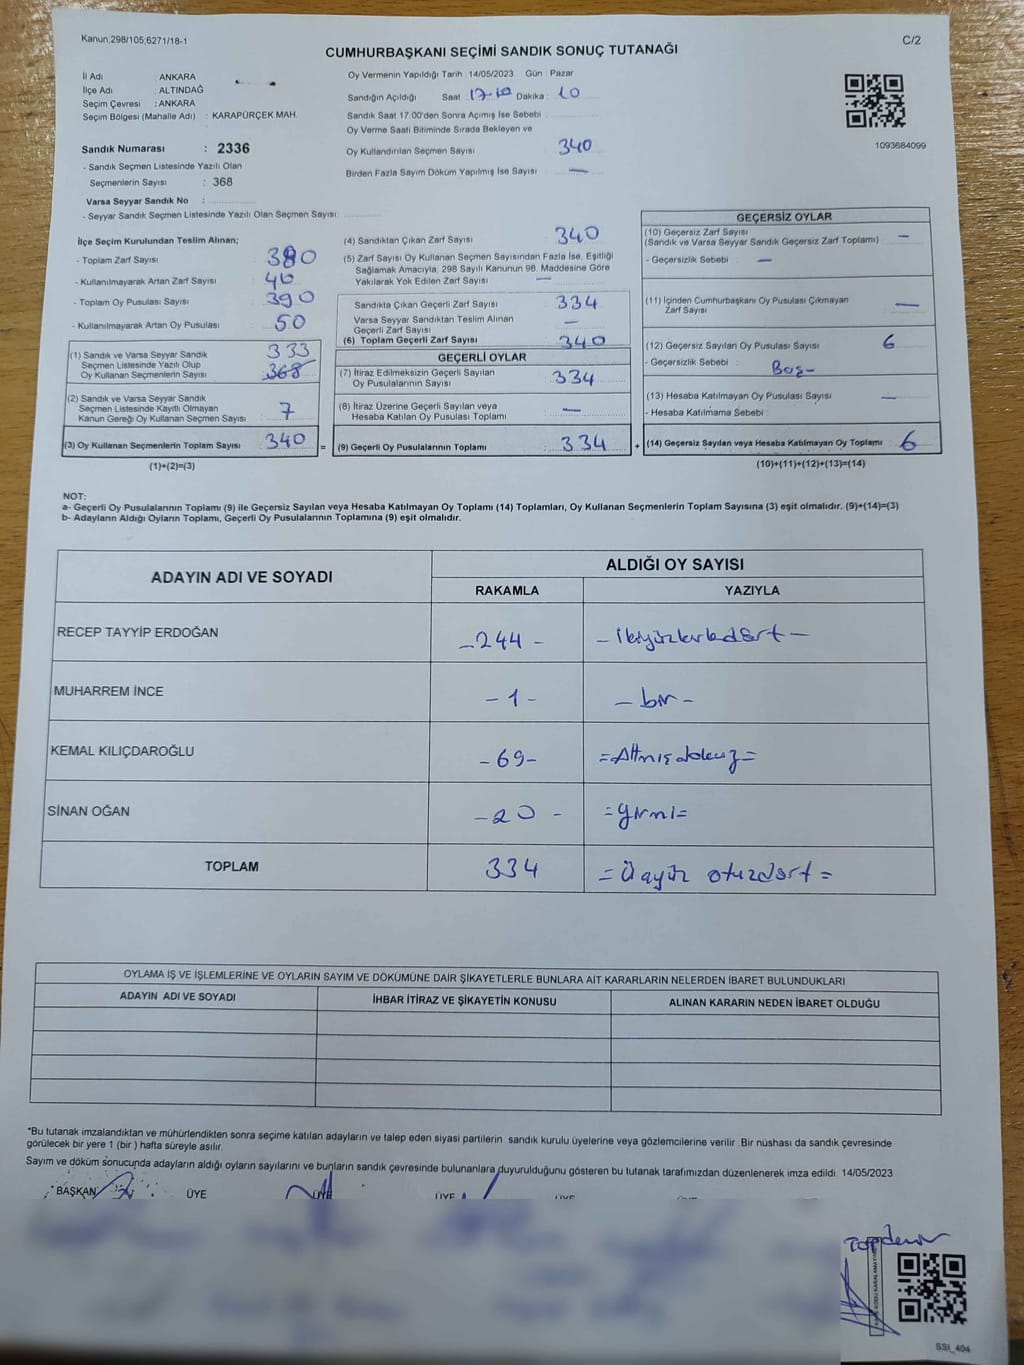 Kanun;298/105;6271/18-1
C/2
CUMHURBAŞKANI SEÇİMİ SANDIK SONUÇ TUTANAĞI
İl Adı : ANKARA
İlçe Adı : ALTINDAĞ
Seçim Çevresi : ANKARA
Seçim Bölgesi (Mahalle Adı) : KARAPÜRÇEK MAH.
Sandık Numarası : 2336
- Sandık Seçmen Listesinde Yazılı Olan
Seçmenlerin Sayısı : 368
Varsa Seyyar Sandık No :
- Seyyar Sandık Seçmen Listesinde Yazılı Olan Seçmen Sayısı:
Oy Vermenin Yapıldığı Tarih :14/05/2023 Gün : Pazar
Sandığın Açıldığı Saat 17:10 Dakika : 10
Sandık Saat 17:00'den Sonra Açımış İse Sebebi :
Oy Verme Saati Bitiminde Sırada Bekleyen ve
Oy Kullandırılan Seçmen Sayısı : 340
Birden Fazla Sayım Döküm Yapılmış İse Sayısı : —
1093684099
İlçe Seçim Kurulundan Teslim Alınan;
- Toplam Zarf Sayısı : 380
- Kullanılmayarak Artan Zarf Sayısı : 40
- Toplam Oy Pusulası Sayısı : 390
- Kullanılmayarak Artan Oy Pusulası : 50
(1) Sandık ve Varsa Seyyar Sandık 333
Seçmen Listesinde Yazılı Olup
Oy Kullanan Seçmenlerin Sayısı 368
(2) Sandık ve Varsa Seyyar Sandık
Seçmen Listesinde Kayıtlı Olmayan
Kanun Gereği Oy Kullanan Seçmen Sayısı : 7
(3) Oy Kullanan Seçmenlerin Toplam Sayısı : 340
(1)+(2)=(3)
(4) Sandıktan Çıkan Zarf Sayısı : 340
(5) Zarf Sayısı Oy Kullanan Seçmen Sayısından Fazla İse, Eşitliği
Sağlamak Amacıyla, 298 Sayılı Kanunun 98. Maddesine Göre
Yakılarak Yok Edilen Zarf Sayısı : —
Sandıkta Çıkan Geçerli Zarf Sayısı : 334
Varsa Seyyar Sandıktan Teslim Alınan
Geçerli Zarf Sayısı : —
(6) Toplam Geçerli Zarf Sayısı : 340
GEÇERLİ OYLAR
(7) İtiraz Edilmeksizin Geçerli Sayılan
Oy Pusulalarının Sayısı : 334
(8) İtiraz Üzerine Geçerli Sayılan veya
Hesaba Katılan Oy Pusulası Toplamı : —
= (9) Geçerli Oy Pusulalarının Toplamı : 334 +
GEÇERSİZ OYLAR
(10) Geçersiz Zarf Sayısı
(Sandık ve Varsa Seyyar Sandık Geçersiz Zarf Toplamı) : —
- Geçersizlik Sebebi : —
(11) İçinden Cumhurbaşkanı Oy Pusulası Çıkmayan
Zarf Sayısı : —
(12) Geçersiz Sayılan Oy Pusulası Sayısı : 6
- Geçersizlik Sebebi : Boş-
(13) Hesaba Katılmayan Oy Pusulası Sayısı : —
- Hesaba Katılmama Sebebi :
(14) Geçersiz Sayılan veya Hesaba Katılmayan Oy Toplamı : 6
(10)+(11)+(12)+(13)=(14)
NOT:
a- Geçerli Oy Pusulalarının Toplamı (9) ile Geçersiz Sayılan veya Hesaba Katılmayan Oy Toplamı (14) Toplamları, Oy Kullanan Seçmenlerin Toplam Sayısına (3) eşit olmalıdır. (9)+(14)=(3)
b- Adayların Aldığı Oyların Toplamı, Geçerli Oy Pusulalarının Toplamına (9) eşit olmalıdır.
ADAYIN ADI VE SOYADI ALDIĞI OY SAYISI
RAKAMLA YAZIYLA
RECEP TAYYİP ERDOĞAN -244- -ikiyüzkırkdört-
MUHARREM İNCE -1- -bir-
KEMAL KILIÇDAROĞLU -69- =Altmışdokuz=
SİNAN OĞAN -20- =yirmi=
TOPLAM 334 =Üçyüz otuzdört=
OYLAMA İŞ VE İŞLEMLERİNE VE OYLARIN SAYIM VE DÖKÜMÜNE DAİR ŞİKAYETLERLE BUNLARA AİT KARARLARIN NELERDEN İBARET BULUNDUKLARI
ADAYIN ADI VE SOYADI İHBAR İTİRAZ VE ŞİKAYETİN KONUSU ALINAN KARARIN NEDEN İBARET OLDUĞU
*Bu tutanak imzalandıktan ve mühürlendikten sonra seçime katılan adayların ve talep eden siyasi partilerin sandık kurulu üyelerine veya gözlemcilerine verilir .Bir nüshası da sandık çevresinde
görülecek bir yere 1 (bir ) hafta süreyle asılır.
Sayım ve döküm sonucunda adayların aldığı oyların sayılarını ve bunların sandık çevresinde bulunanlara duyurulduğunu gösteren bu tutanak tarafımızdan düzenlenerek imza edildi. 14/05/2023
BAŞKAN ÜYE ÜYE ÜYE
SSİ_404